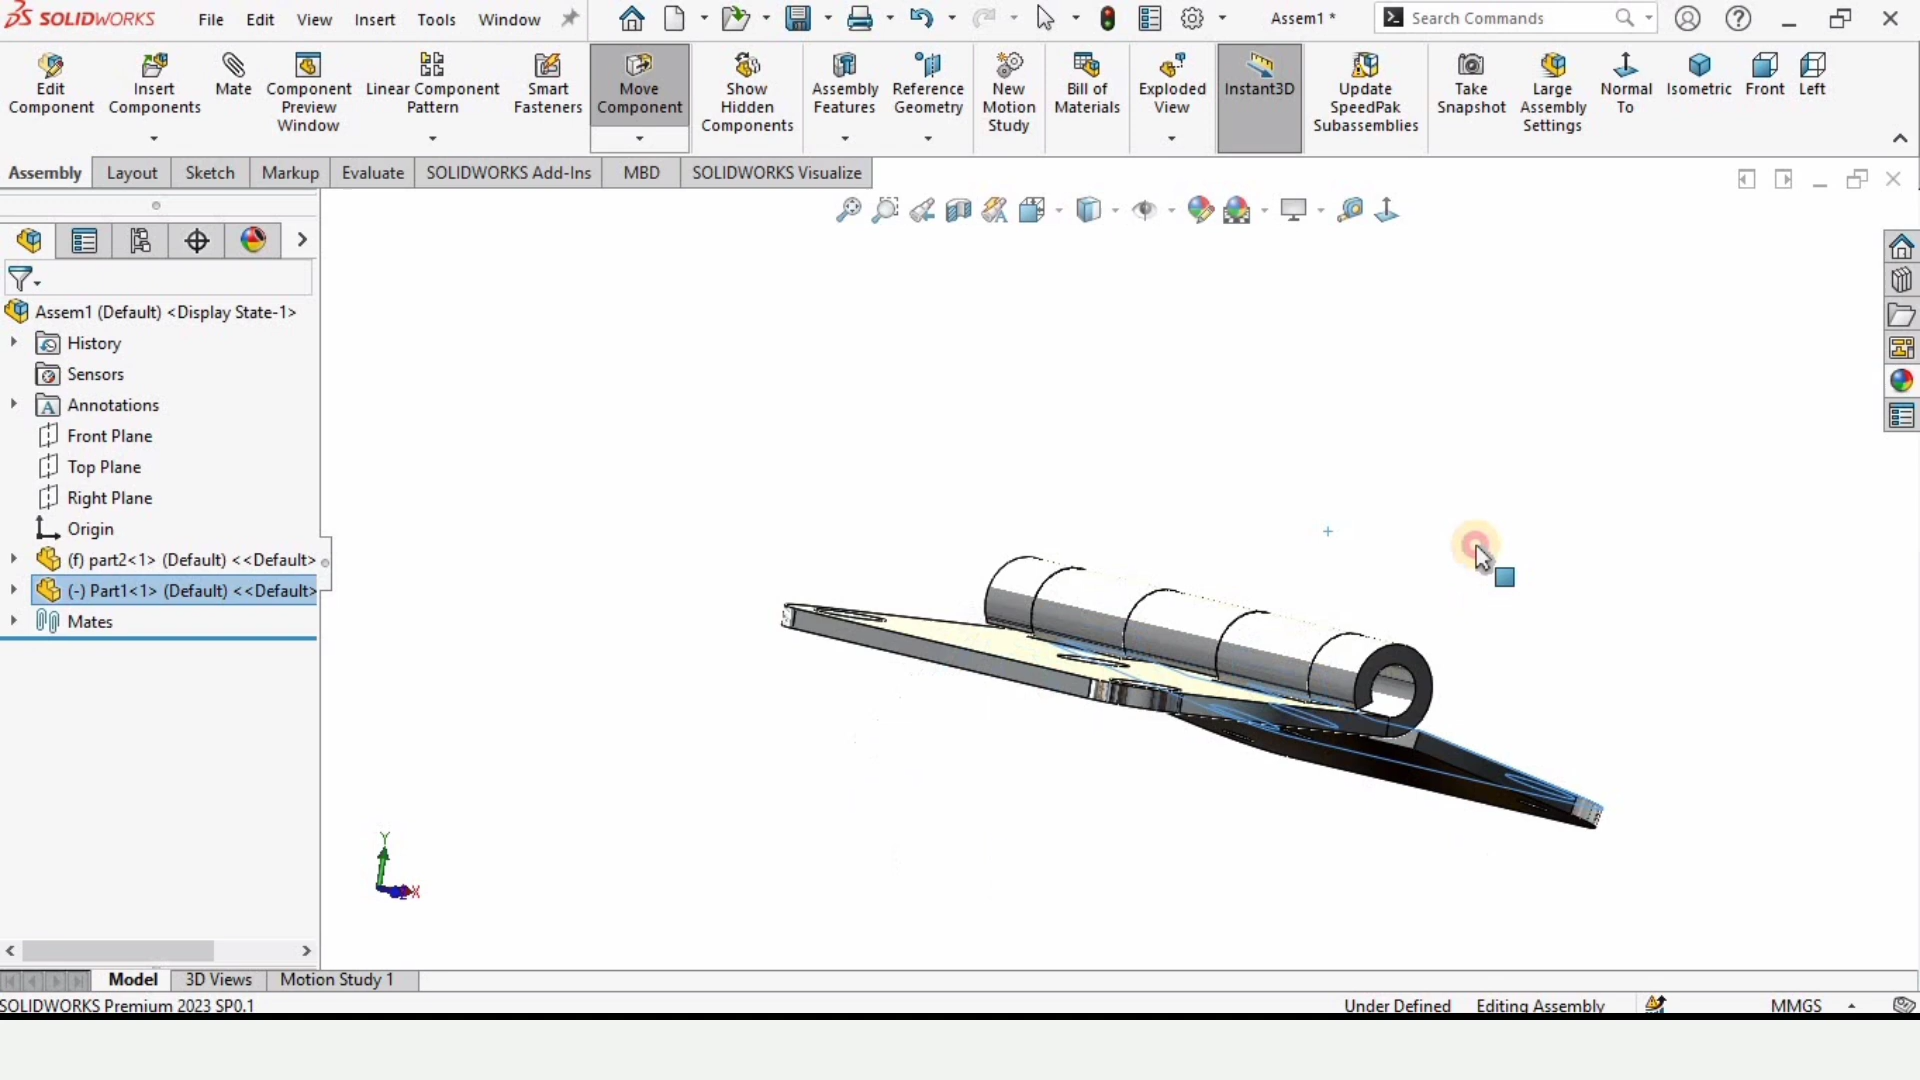 SOLIDWORKS File Edit View Insert Tools Window Assem1 * Search Commands
Edit Component
Insert Components
Mate
Component Preview Window
Linear Component Pattern
Smart Fasteners
Move Component
Show Hidden Components
Assembly Features
Reference Geometry
New Motion Study
Bill of Materials
Exploded View
Instant3D
Update SpeedPak Subassemblies
Take Snapshot
Large Assembly Settings
Normal To
Isometric
Front
Left
Assembly Layout Sketch Markup Evaluate SOLIDWORKS Add-Ins MBD SOLIDWORKS Visualize
Assem1 (Default) <Display State-1>
History
Sensors
A Annotations
Front Plane
Top Plane
Right Plane
Origin
(f) part2<1> (Default) <<Default>
(-) Part1<1> (Default) <<Default>
Mates
Y
X
Z
Model 3D Views Motion Study 1
SOLIDWORKS Premium 2023 SP0.1 Under Defined Editing Assembly MMGS